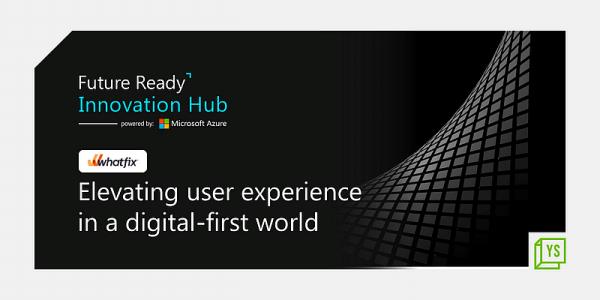 Future Ready
Innovation Hub
powered by: Microsoft Azure
whatfix
Elevating user experience
in a digital-first world
YS